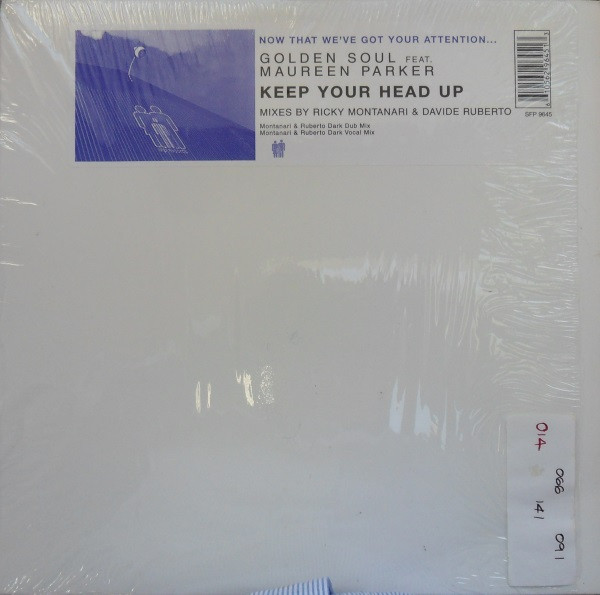 NOW THAT WE'VE GOT YOUR ATTENTION...
GOLDEN SOUL FEAT.
MAUREEN PARKER
KEEP YOUR HEAD UP
MIXES BY RICKY MONTANARI & DAVIDE RUBERTO
Montanari & Ruberto Dark Dub Mix
Montanari & Ruberto Dark Vocal Mix
SFP 9645
014
066
141
091